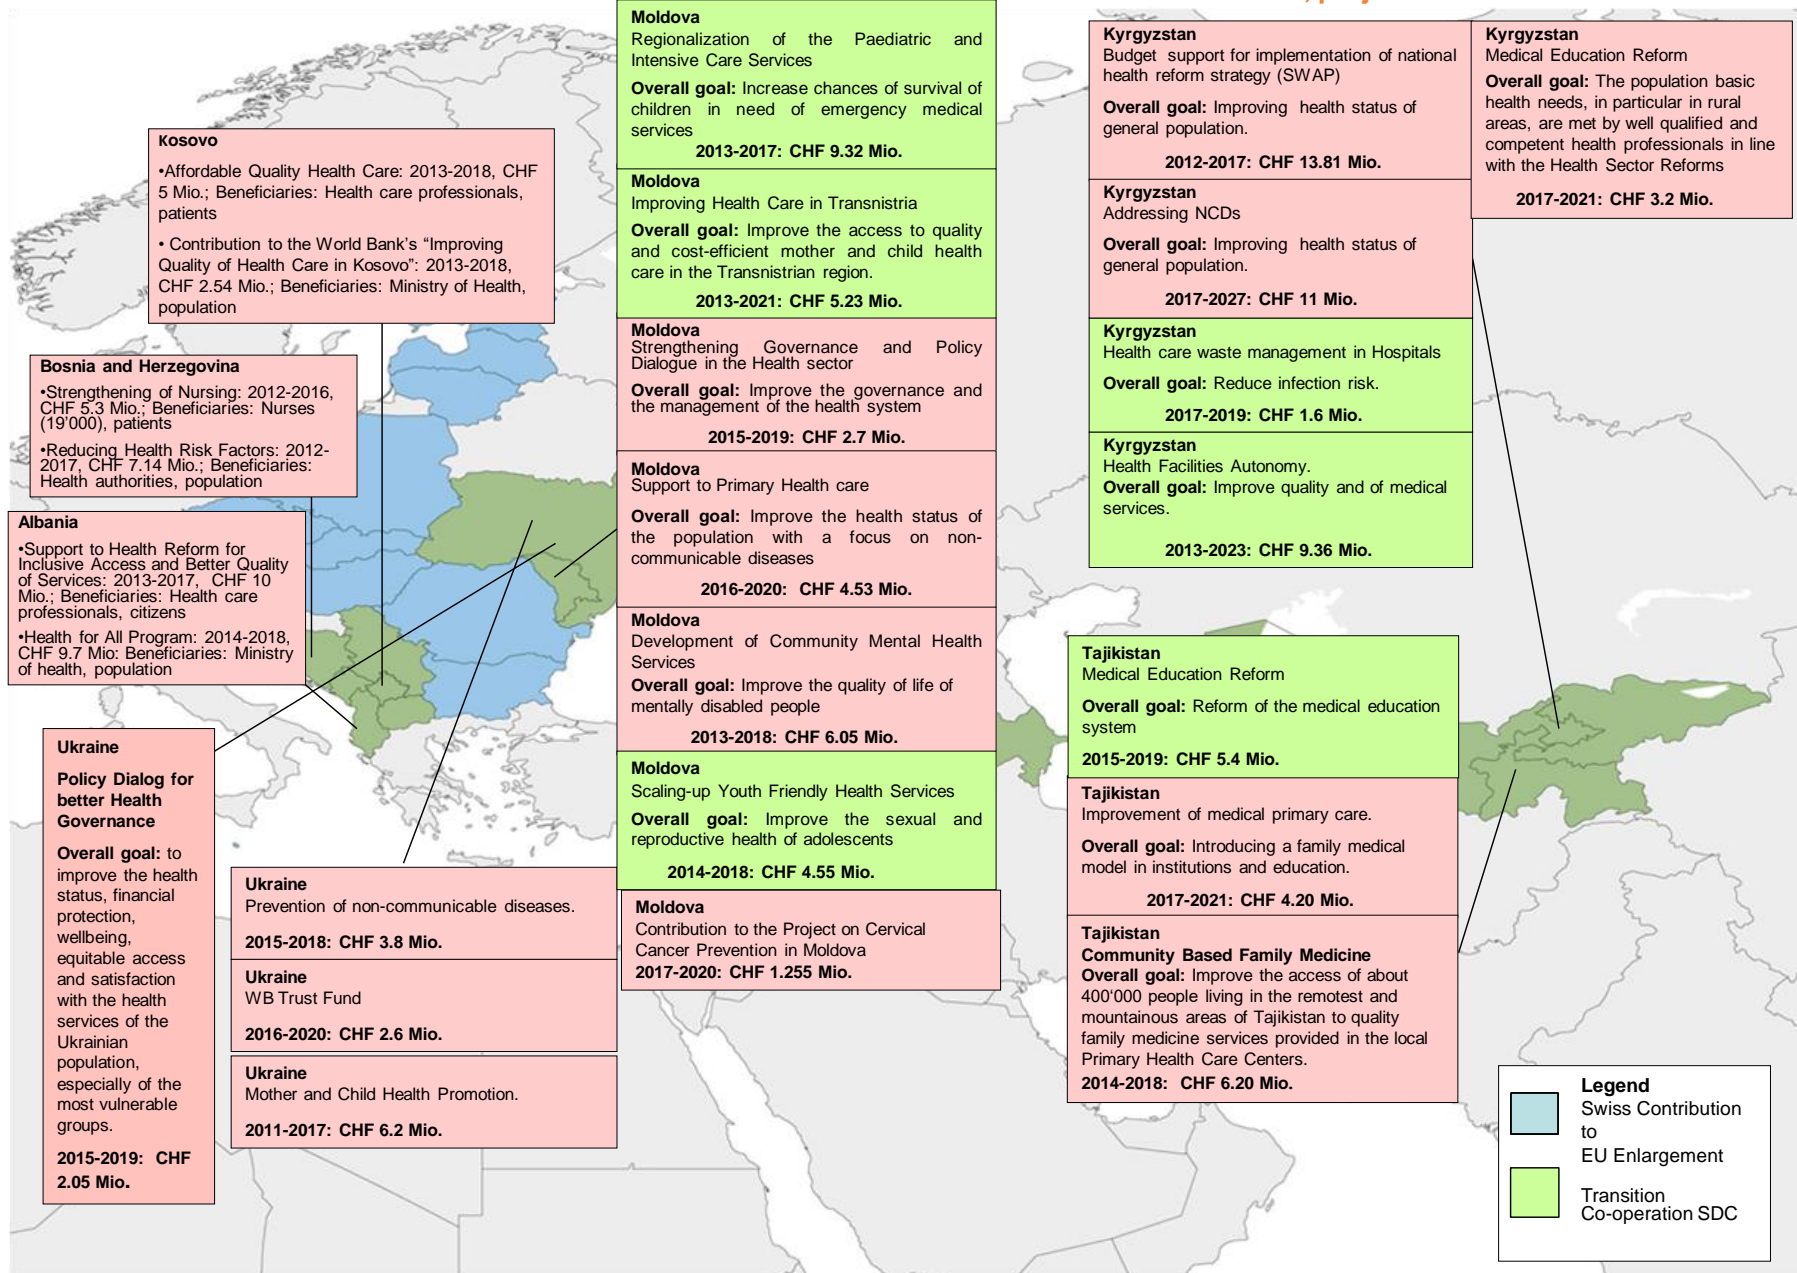 Kosovo
•Affordable Quality Health Care: 2013-2018, CHF
5 Mio.; Beneficiaries: Health care professionals,
patients
• Contribution to the World Bank's “Improving
Quality of Health Care in Kosovo”: 2013-2018,
CHF 2.54 Mio.; Beneficiaries: Ministry of Health,
population
Bosnia and Herzegovina
•Strengthening of Nursing: 2012-2016,
CHF 5.3 Mio.; Beneficiaries: Nurses
(19'000), patients
•Reducing Health Risk Factors: 2012-
2017, CHF 7.14 Mio.; Beneficiaries:
Health authorities, population
Albania
•Support to Health Reform for
Inclusive Access and Better Quality
of Services: 2013-2017, CHF 10
Mio.; Beneficiaries: Health care
professionals, citizens
•Health for All Program: 2014-2018,
CHF 9.7 Mio: Beneficiaries: Ministry
of health, population
Ukraine
Policy Dialog for
better Health
Governance
Overall goal: to
improve the health
status, financial
protection,
wellbeing,
equitable access
and satisfaction
with the health
services of the
Ukrainian
population,
especially of the
most vulnerable
groups.
2015-2019: CHF
2.05 Mio.
Ukraine
Prevention of non-communicable diseases.
2015-2018: CHF 3.8 Mio.
Ukraine
WB Trust Fund
2016-2020: CHF 2.6 Mio.
Ukraine
Mother and Child Health Promotion.
2011-2017: CHF 6.2 Mio.
Moldova
Regionalization of the Paediatric and
Intensive Care Services
Overall goal: Increase chances of survival of
children in need of emergency medical
services
2013-2017: CHF 9.32 Mio.
Moldova
Improving Health Care in Transnistria
Overall goal: Improve the access to quality
and cost-efficient mother and child health
care in the Transnistrian region.
2013-2021: CHF 5.23 Mio.
Moldova
Strengthening Governance and Policy
Dialogue in the Health sector
Overall goal: Improve the governance and
the management of the health system
2015-2019: CHF 2.7 Mio.
Moldova
Support to Primary Health care
Overall goal: Improve the health status of
the population with a focus on non-
communicable diseases
2016-2020: CHF 4.53 Mio.
Moldova
Development of Community Mental Health
Services
Overall goal: Improve the quality of life of
mentally disabled people
2013-2018: CHF 6.05 Mio.
Moldova
Scaling-up Youth Friendly Health Services
Overall goal: Improve the sexual and
reproductive health of adolescents
2014-2018: CHF 4.55 Mio.
Moldova
Contribution to the Project on Cervical
Cancer Prevention in Moldova
2017-2020: CHF 1.255 Mio.
Kyrgyzstan
Budget support for implementation of national
health reform strategy (SWAP)
Overall goal: Improving health status of
general population.
2012-2017: CHF 13.81 Mio.
Kyrgyzstan
Addressing NCDs
Overall goal: Improving health status of
general population.
2017-2027: CHF 11 Mio.
Kyrgyzstan
Health care waste management in Hospitals
Overall goal: Reduce infection risk.
2017-2019: CHF 1.6 Mio.
Kyrgyzstan
Health Facilities Autonomy.
Overall goal: Improve quality and of medical
services.
2013-2023: CHF 9.36 Mio.
Kyrgyzstan
Medical Education Reform
Overall goal: The population basic
health needs, in particular in rural
areas, are met by well qualified and
competent health professionals in line
with the Health Sector Reforms
2017-2021: CHF 3.2 Mio.
Tajikistan
Medical Education Reform
Overall goal: Reform of the medical education
system
2015-2019: CHF 5.4 Mio.
Tajikistan
Improvement of medical primary care.
Overall goal: Introducing a family medical
model in institutions and education.
2017-2021: CHF 4.20 Mio.
Tajikistan
Community Based Family Medicine
Overall goal: Improve the access of about
400'000 people living in the remotest and
mountainous areas of Tajikistan to quality
family medicine services provided in the local
Primary Health Care Centers.
2014-2018: CHF 6.20 Mio.
Legend
Swiss Contribution
to
EU Enlargement
Transition
Co-operation SDC